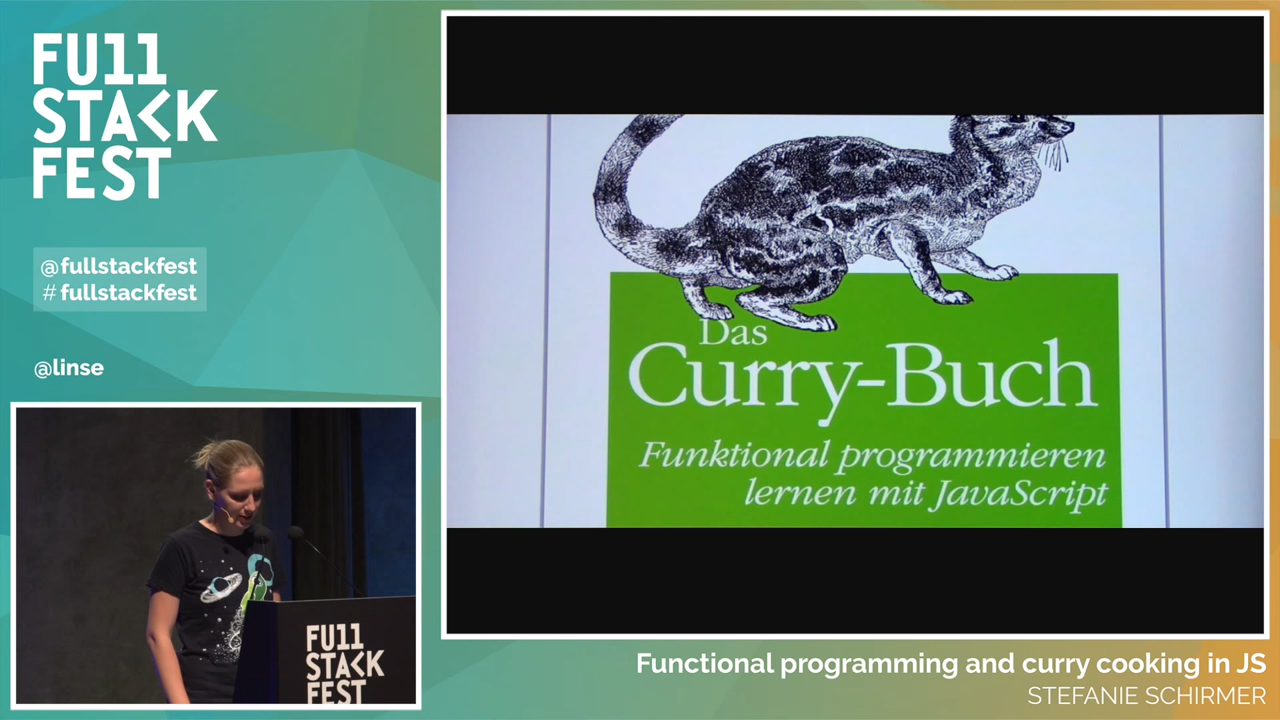 FU11
STACK
FEST
@fullstackfest
# fullstackfest
@linse
FU11
STACK
FEST
Das
Curry-Buch
Funktional programmieren
lernen mit JavaScript
Functional programming and curry cooking in JS
STEFANIE SCHIRMER